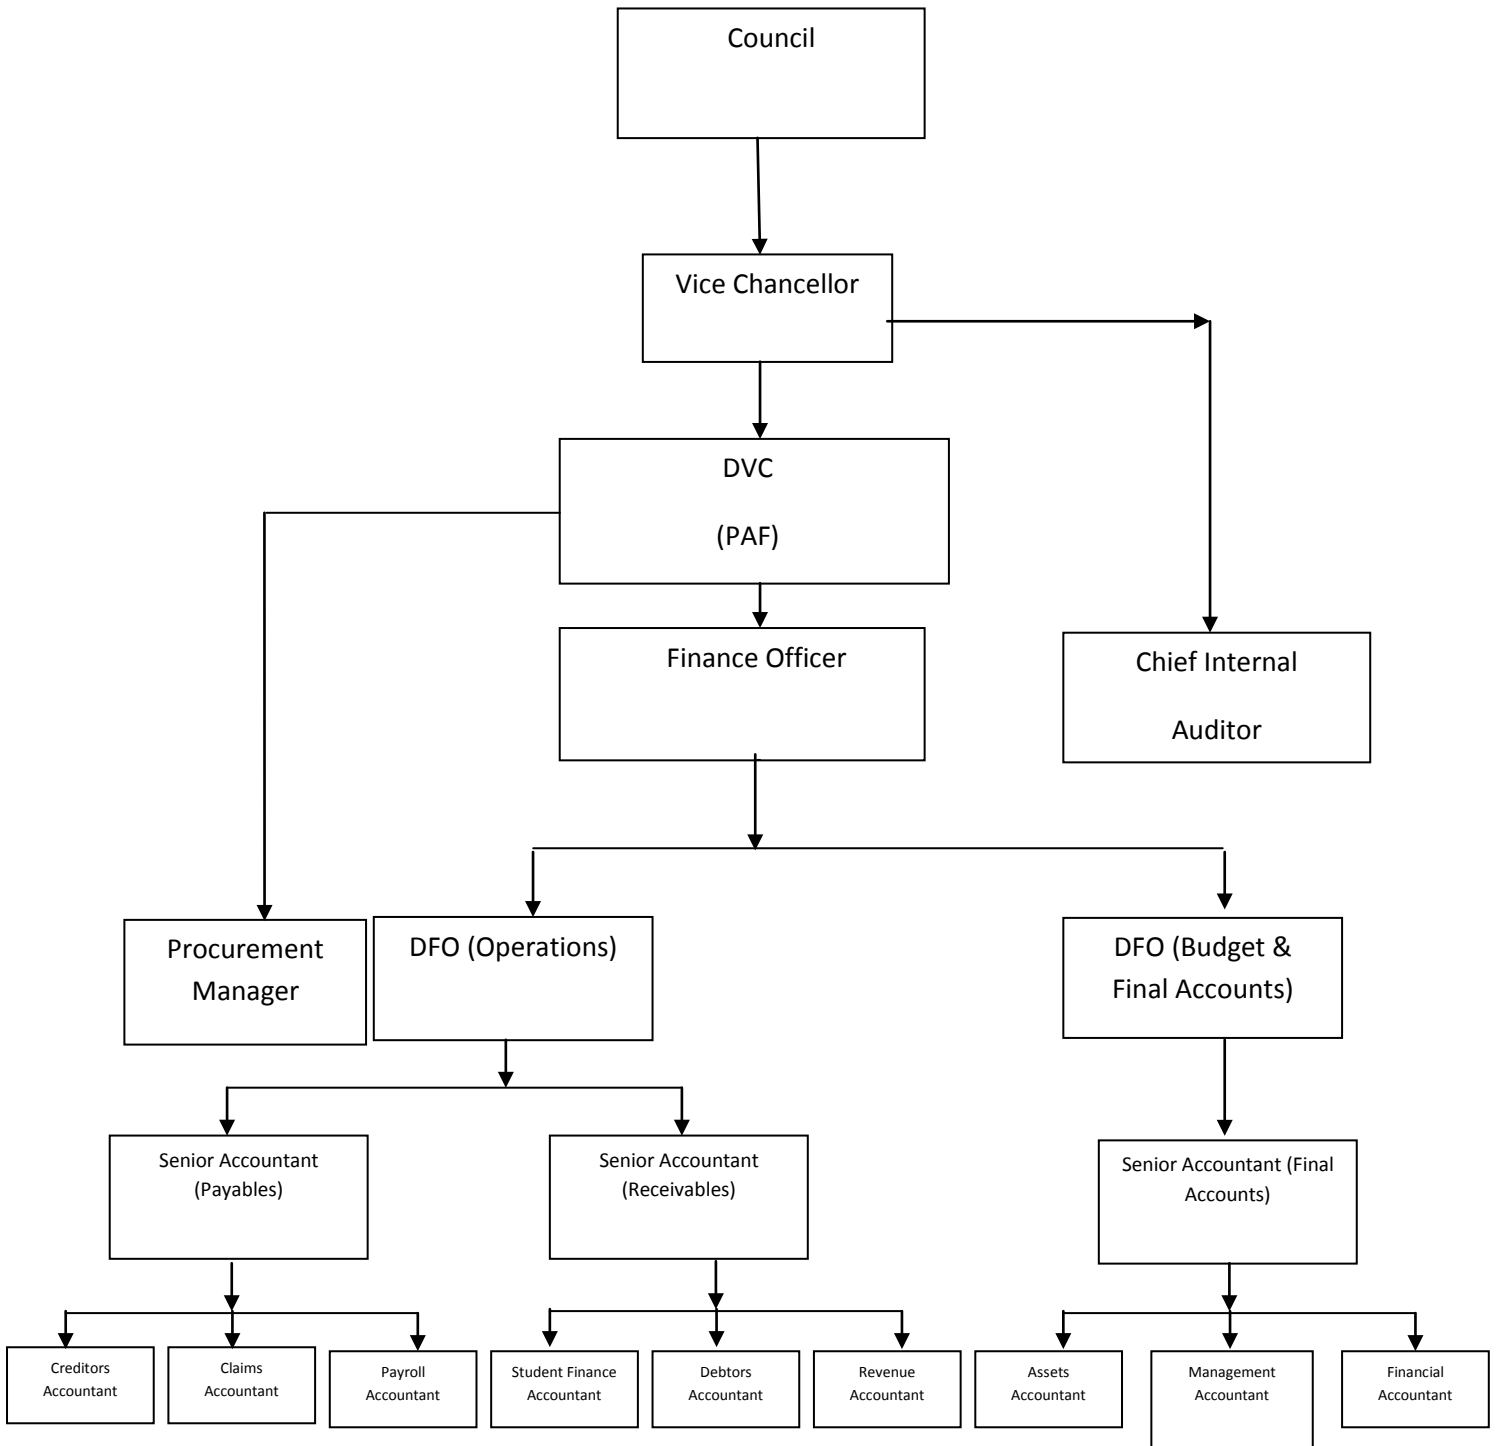 Council
Vice Chancellor
DVC
(PAF)
Finance Officer
Chief Internal
Auditor
Procurement
Manager
DFO (Operations)
DFO (Budget &
Final Accounts)
Senior Accountant
(Payables)
Senior Accountant
(Receivables)
Senior Accountant (Final
Accounts)
Creditors
Accountant
Claims
Accountant
Payroll
Accountant
Student Finance
Accountant
Debtors
Accountant
Revenue
Accountant
Assets
Accountant
Management
Accountant
Financial
Accountant